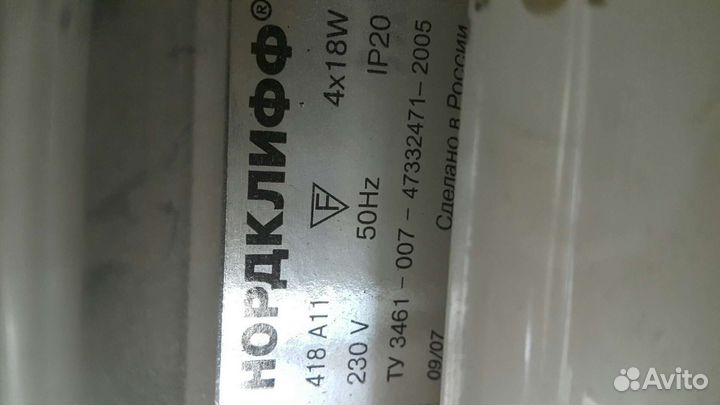 НОРДКЛИФФ®
418 A11 F 4x18W
230 V 50Hz IP20
ТУ 3461-007-47332471-2005
09/07 Сделано в России
Avito